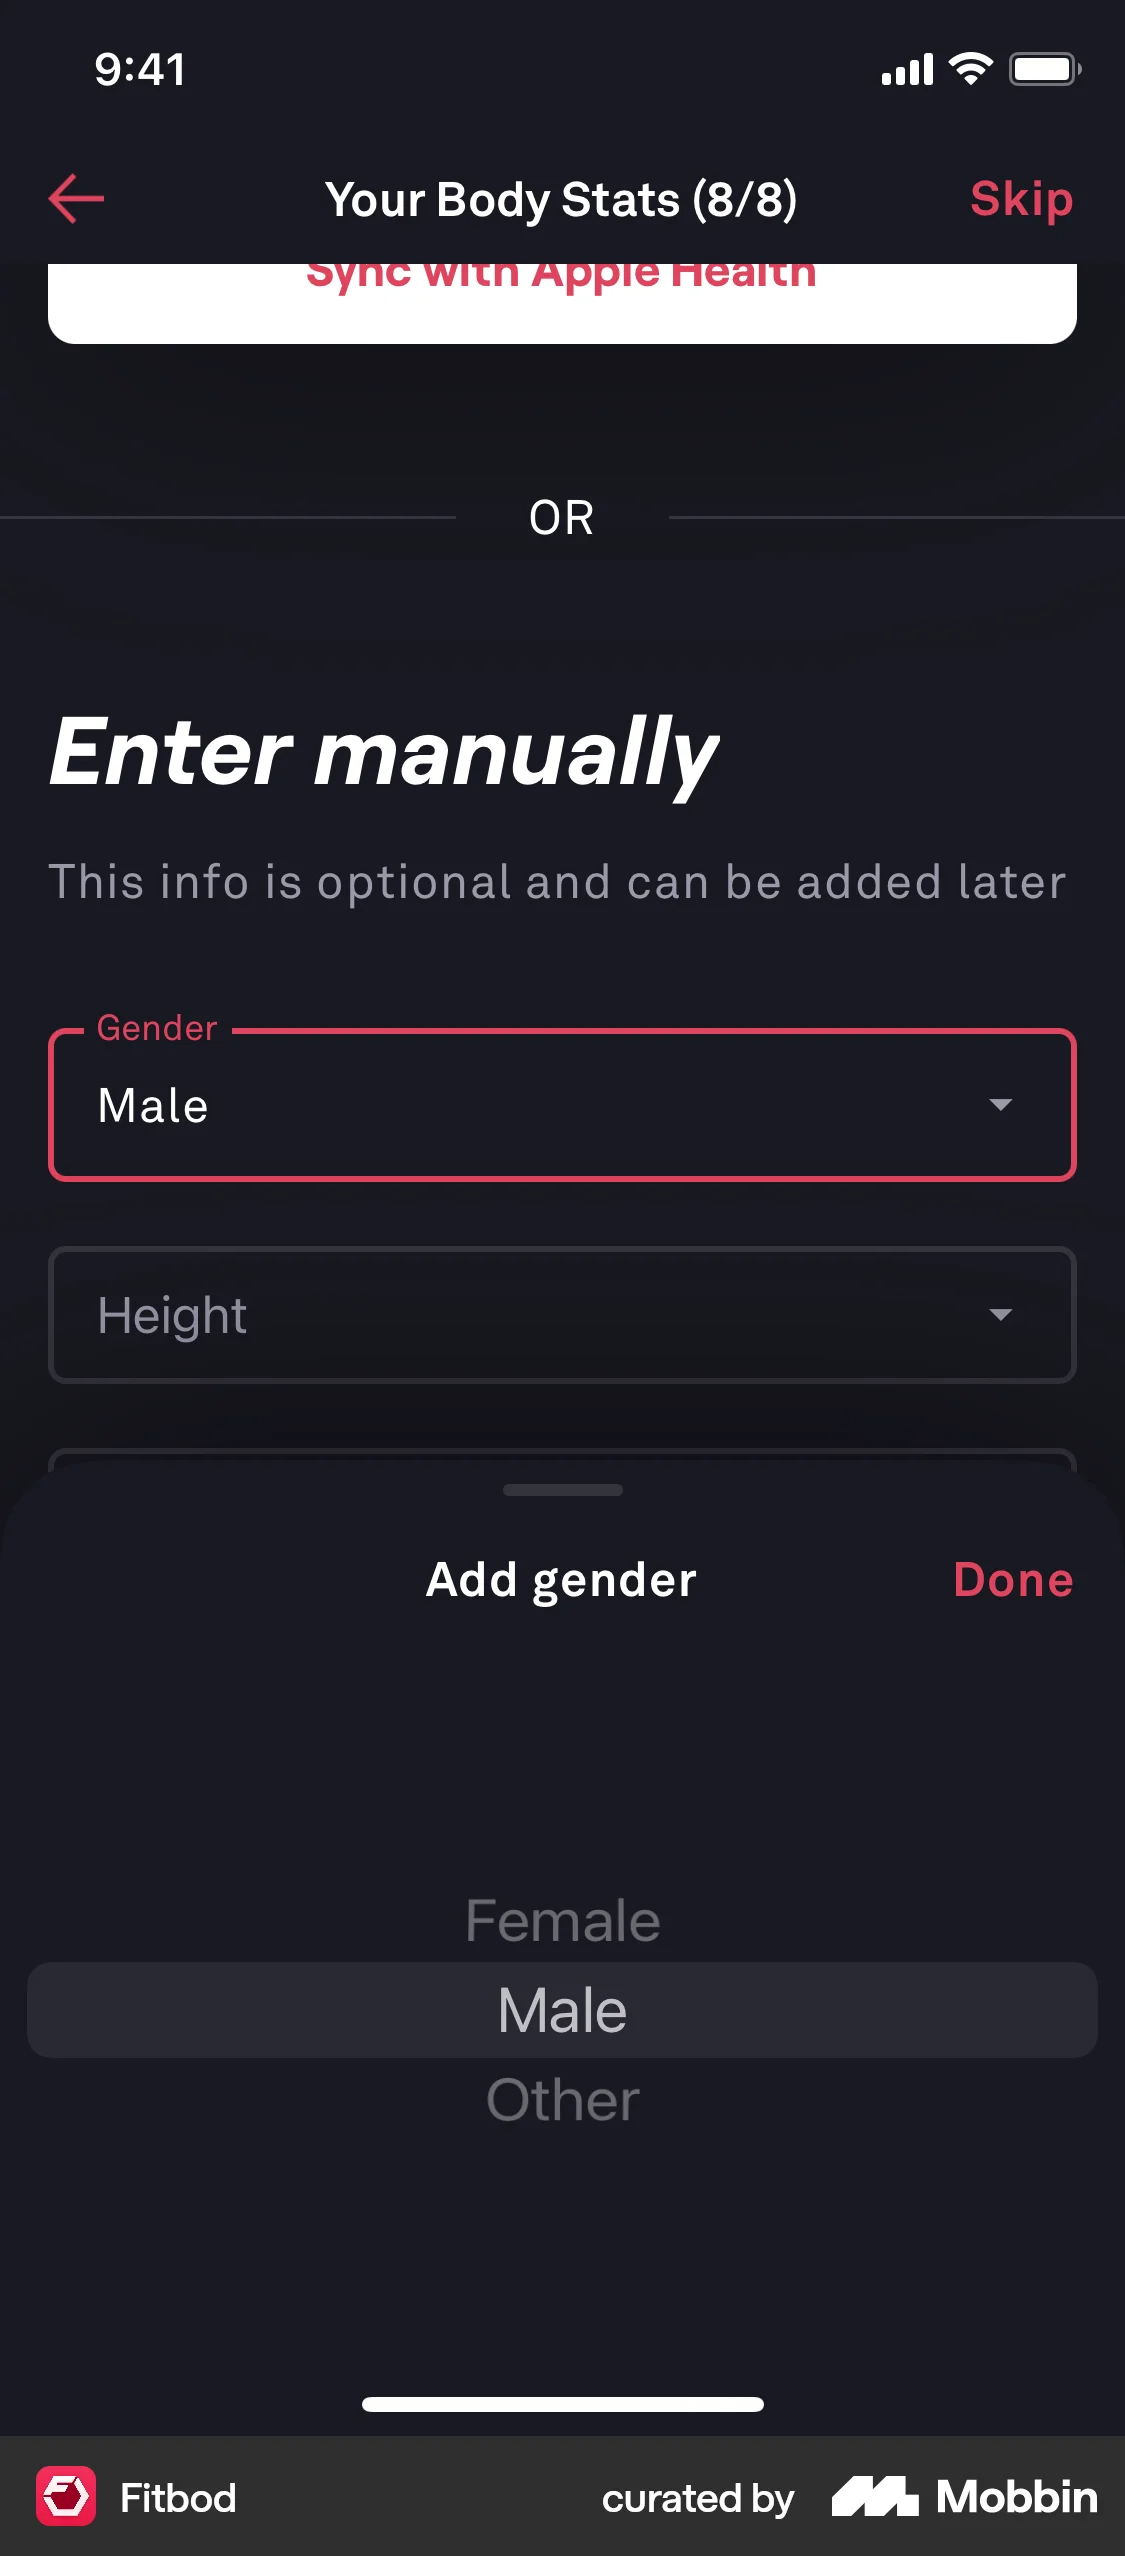 9:41
Your Body Stats (8/8)
Skip
Sync with Apple Health
OR
Enter manually
This info is optional and can be added later
Gender
Male
Height
Add gender
Done
Female
Male
Other
Fitbod
curated by
Mobbin